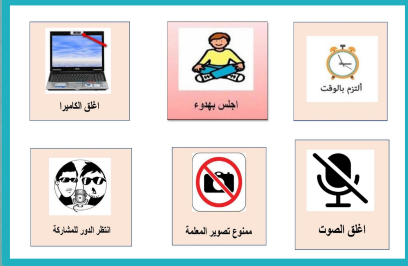 ألتزم بالوقت
اجلس بهدوء
اغلق الكاميرا
اغلق الصوت
ممنوع تصوير المعلمة
انتظر الدور للمشاركة